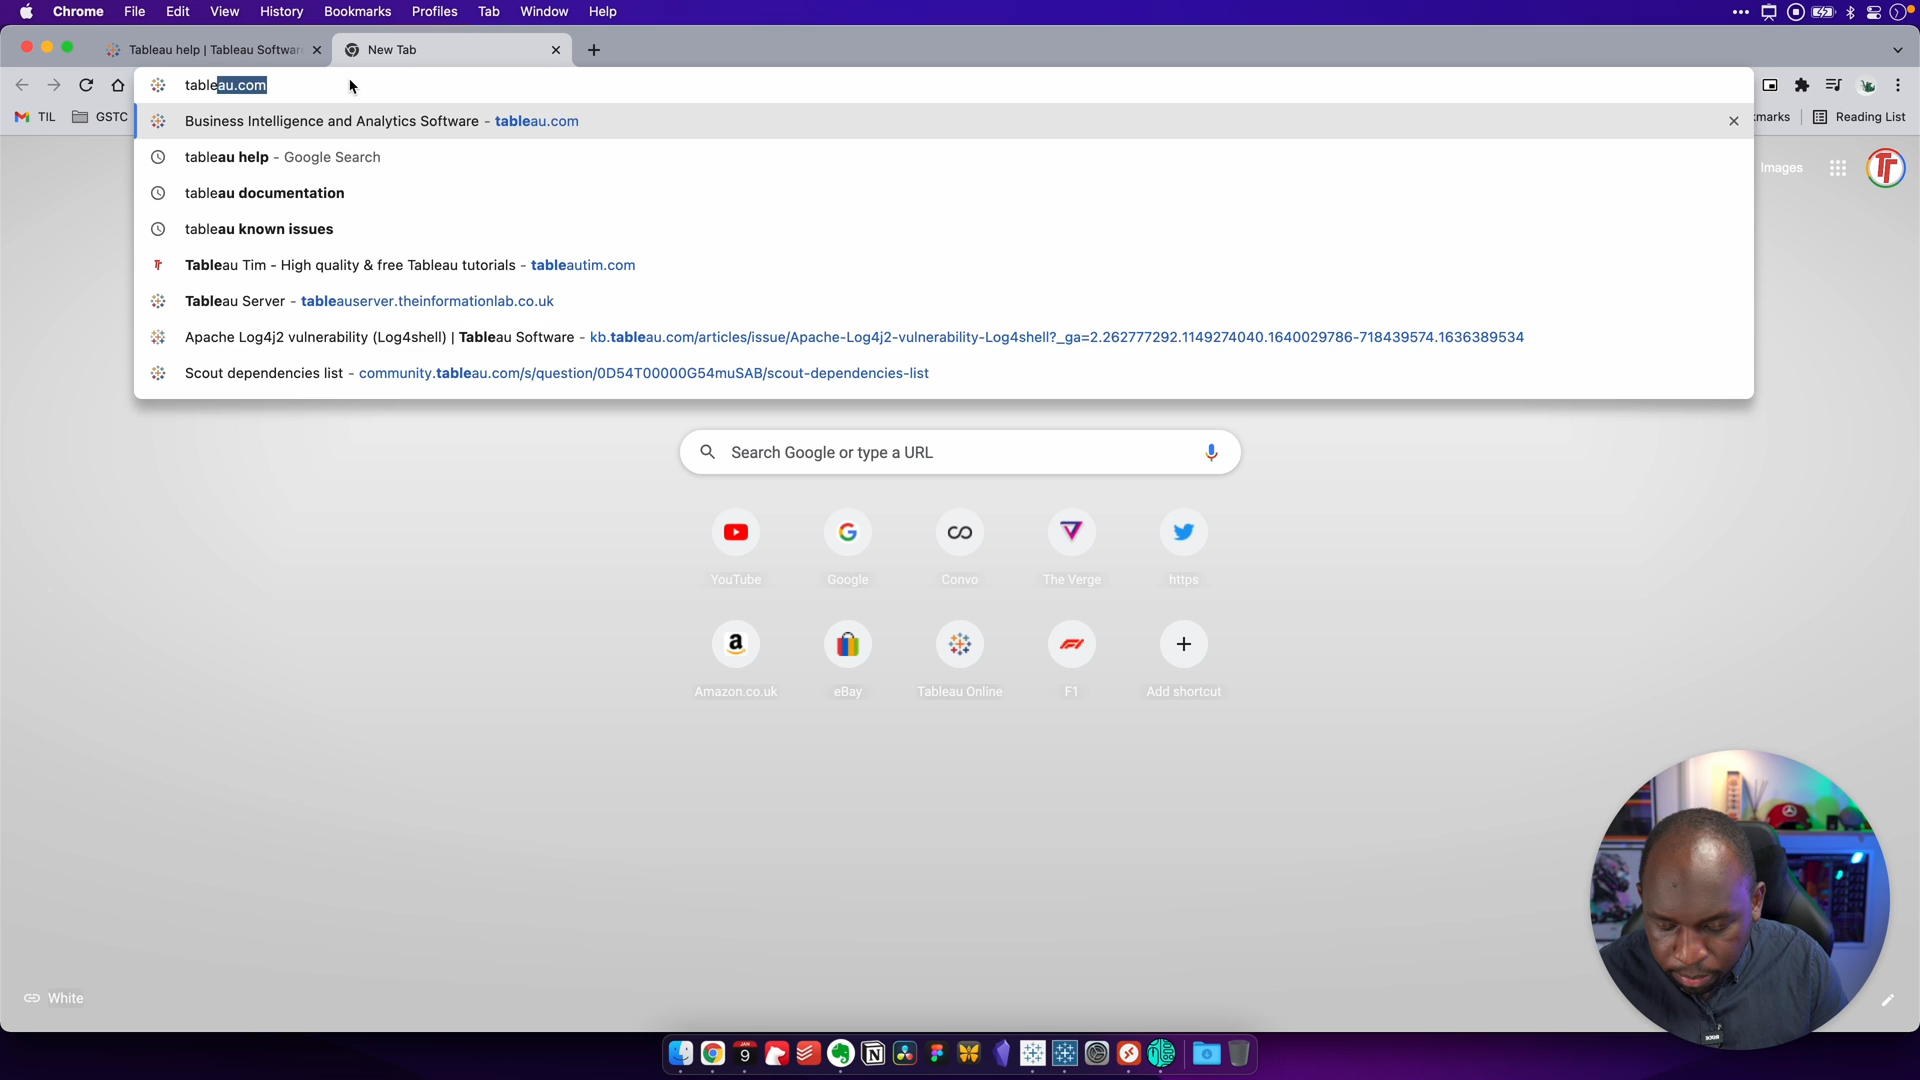 Chrome File Edit View History Bookmarks Profiles Tab Window Help
Tableau help | Tableau Softwar
New Tab
tableau.com
TIL
GSTC
Business Intelligence and Analytics Software - tableau.com
kmarks
Reading List
tableau help - Google Search
Images
tableau documentation
tableau known issues
Tableau Tim - High quality & free Tableau tutorials - tableautim.com
Tableau Server - tableauserver.theinformationlab.co.uk
Apache Log4j2 vulnerability (Log4shell) | Tableau Software - kb.tableau.com/articles/issue/Apache-Log4j2-vulnerability-Log4shell?_ga=2.262777292.1149274040.1640029786-718439574.1636389534
Scout dependencies list - community.tableau.com/s/question/0D54T00000G54muSAB/scout-dependencies-list
Search Google or type a URL
YouTube
Google
Convo
The Verge
https
Amazon.co.uk
eBay
Tableau Online
F1
Add shortcut
White
JAN
9